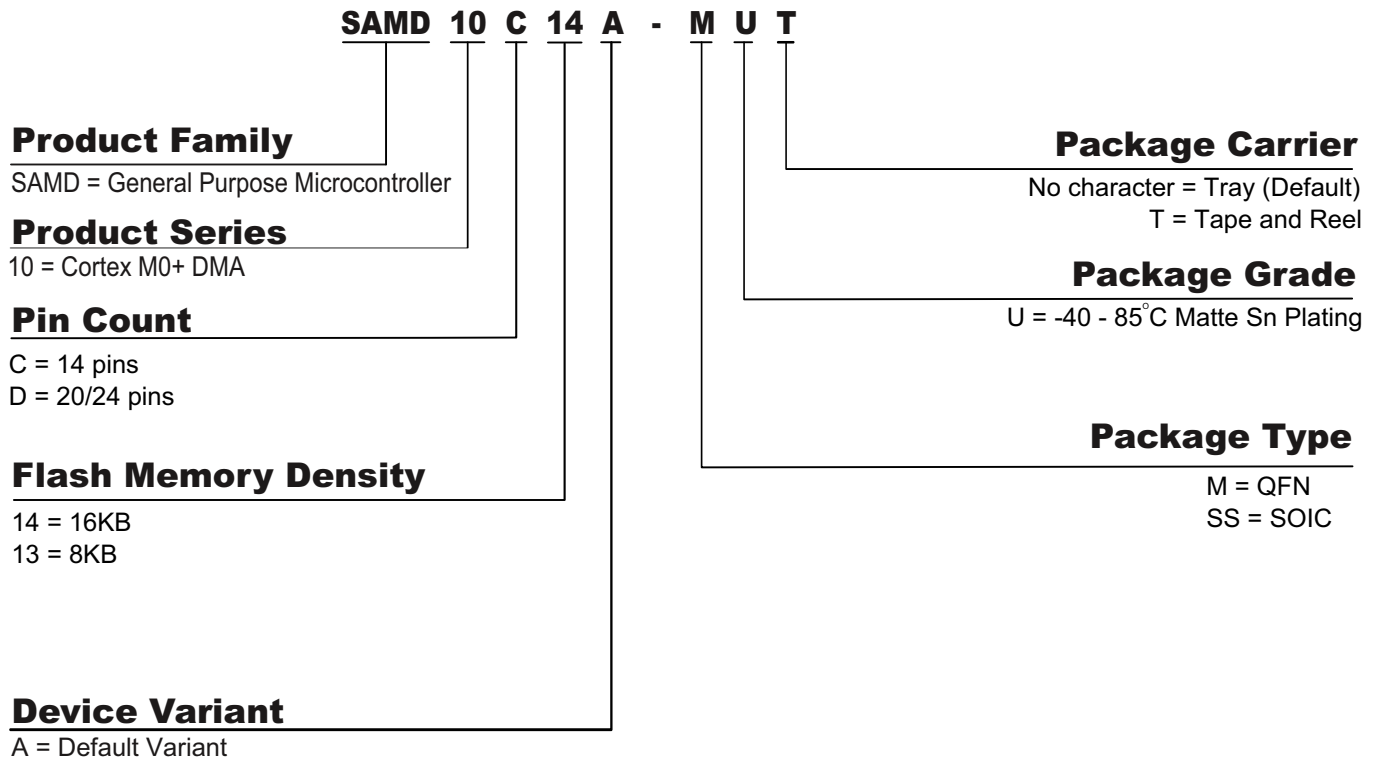 SAMD 10 C 14 A - M U T
Product Family
SAMD = General Purpose Microcontroller
Product Series
10 = Cortex M0+ DMA
Pin Count
C = 14 pins
D = 20/24 pins
Flash Memory Density
14 = 16KB
13 = 8KB
Device Variant
A = Default Variant
Package Carrier
No character = Tray (Default)
T = Tape and Reel
Package Grade
U = -40 - 85°C Matte Sn Plating
Package Type
M = QFN
SS = SOIC